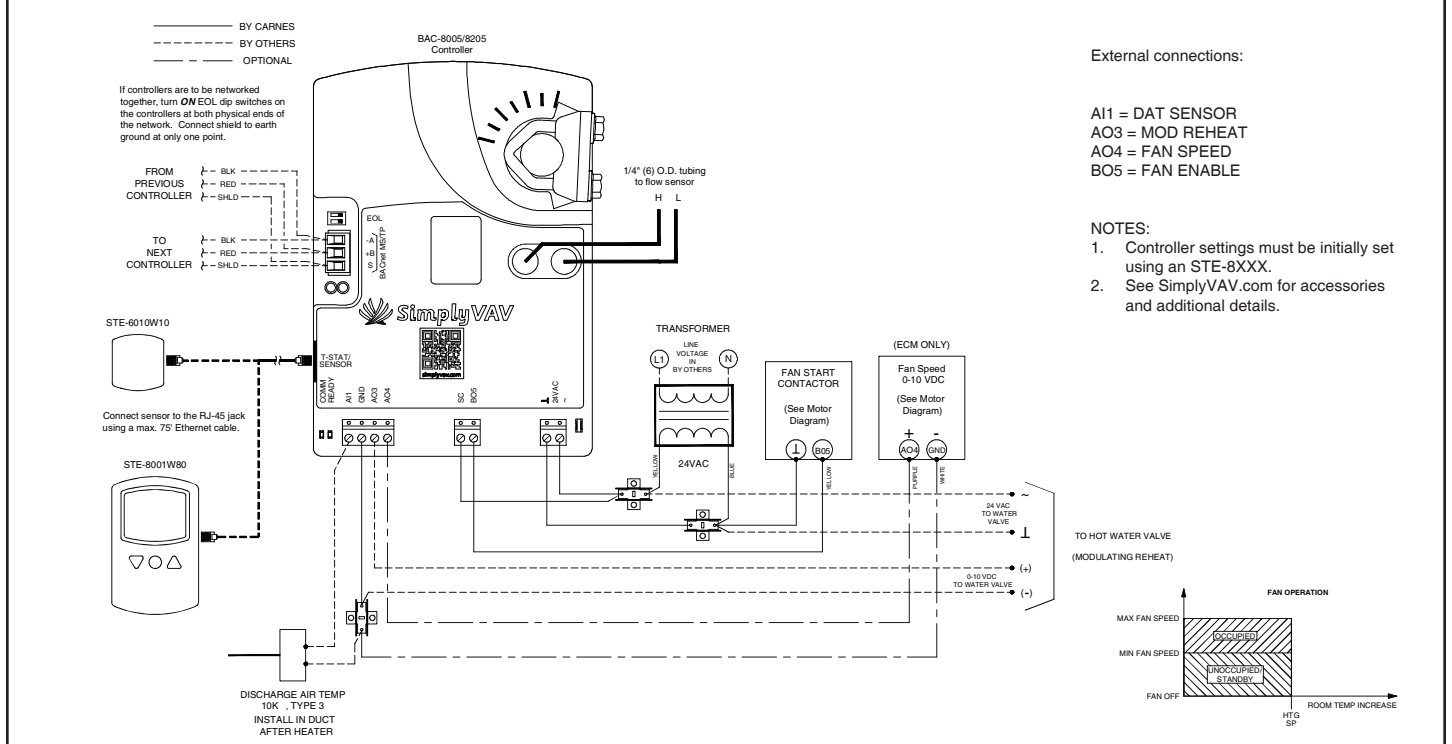 BY CARNES
BY OTHERS
OPTIONAL
If controllers are to be networked
together, turn ON EOL dip switches on
the controllers at both physical ends of
the network. Connect shield to earth
ground at only one point.
FROM
PREVIOUS
CONTROLLER
BLK
RED
SHLD
TO
NEXT
CONTROLLER
BLK
RED
SHLD
BAC-8005/8205
Controller
EOL
-A
+B
S
BACnet MS/TP
1/4" (6) O.D. tubing
to flow sensor
H L
SimplyVAV
simplyvav.com
T-STAT/
SENSOR
COMM
READY
AI1
GND
AO3
AO4
SC
BO5
⊥
24VAC
~
STE-6010W10
Connect sensor to the RJ-45 jack
using a max. 75' Ethernet cable.
STE-8001W80
DISCHARGE AIR TEMP
10K , TYPE 3
INSTALL IN DUCT
AFTER HEATER
TRANSFORMER
L1
LINE
VOLTAGE
IN
BY OTHERS
N
YELLOW
24VAC
BLUE
FAN START
CONTACTOR
(See Motor
Diagram)
⊥
B05
YELLOW
(ECM ONLY)
Fan Speed
0-10 VDC
(See Motor
Diagram)
+ -
AO4
GND
PURPLE
WHITE
~
24 VAC
TO WATER
VALVE
⊥
(+)
0-10 VDC
TO WATER VALVE
(-)
TO HOT WATER VALVE
(MODULATING REHEAT)
External connections:
AI1 = DAT SENSOR
AO3 = MOD REHEAT
AO4 = FAN SPEED
BO5 = FAN ENABLE
NOTES:
1. Controller settings must be initially set
using an STE-8XXX.
2. See SimplyVAV.com for accessories
and additional details.
FAN OPERATION
MAX FAN SPEED
OCCUPIED
MIN FAN SPEED
UNOCCUPIED/
STANDBY
FAN OFF
ROOM TEMP INCREASE
HTG
SP